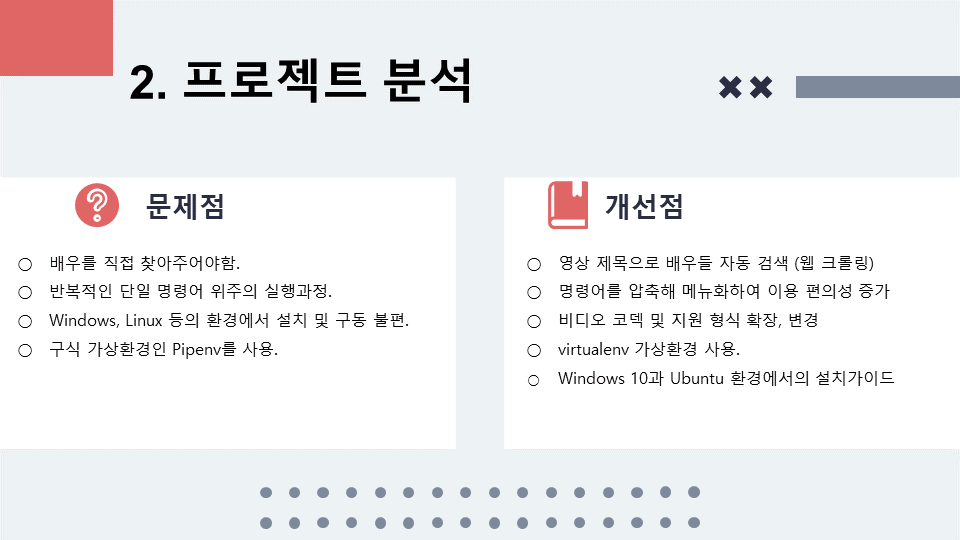 2. 프로젝트 분석
문제점
○ 배우를 직접 찾아주어야함.
○ 반복적인 단일 명령어 위주의 실행과정.
○ Windows, Linux 등의 환경에서 설치 및 구동 불편.
○ 구식 가상환경인 Pipenv를 사용.
개선점
○ 영상 제목으로 배우들 자동 검색 (웹 크롤링)
○ 명령어를 압축해 메뉴화하여 이용 편의성 증가
○ 비디오 코덱 및 지원 형식 확장, 변경
○ virtualenv 가상환경 사용.
○ Windows 10과 Ubuntu 환경에서의 설치가이드